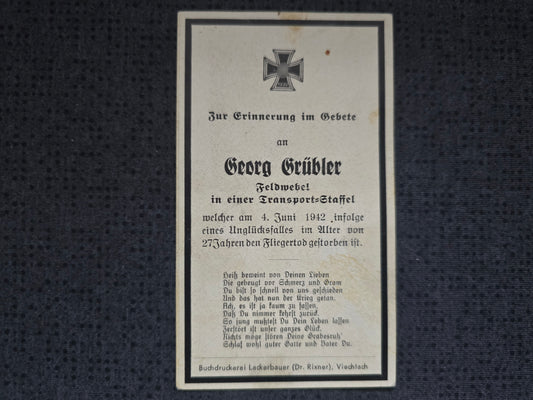 Zur Erinnerung im Gebete
an
Georg Grübler
Feldwebel
in einer Transport=Staffel
welcher am 4. Juni 1942 infolge
eines Unglücksfalles im Alter von
27 Jahren den Fliegertod gestorben ist.
Heiß beweint von Deinen Lieben
Die gebeugt vor Schmerz und Gram
Du bist so schnell von uns geschieden
Und das hat nun der Krieg getan.
Ach, es ist ja kaum zu fassen,
Daß Du nimmer kehrst zurück.
So jung mußtest Du Dein Leben lassen
Zerstört ist unser ganzes Glück.
Nichts möge stören Deine Grabesruh'
Schlaf wohl guter Gatte und Vater Du.
Buchdruckerei Lackerbauer (Dr. Rixner), Viechtach